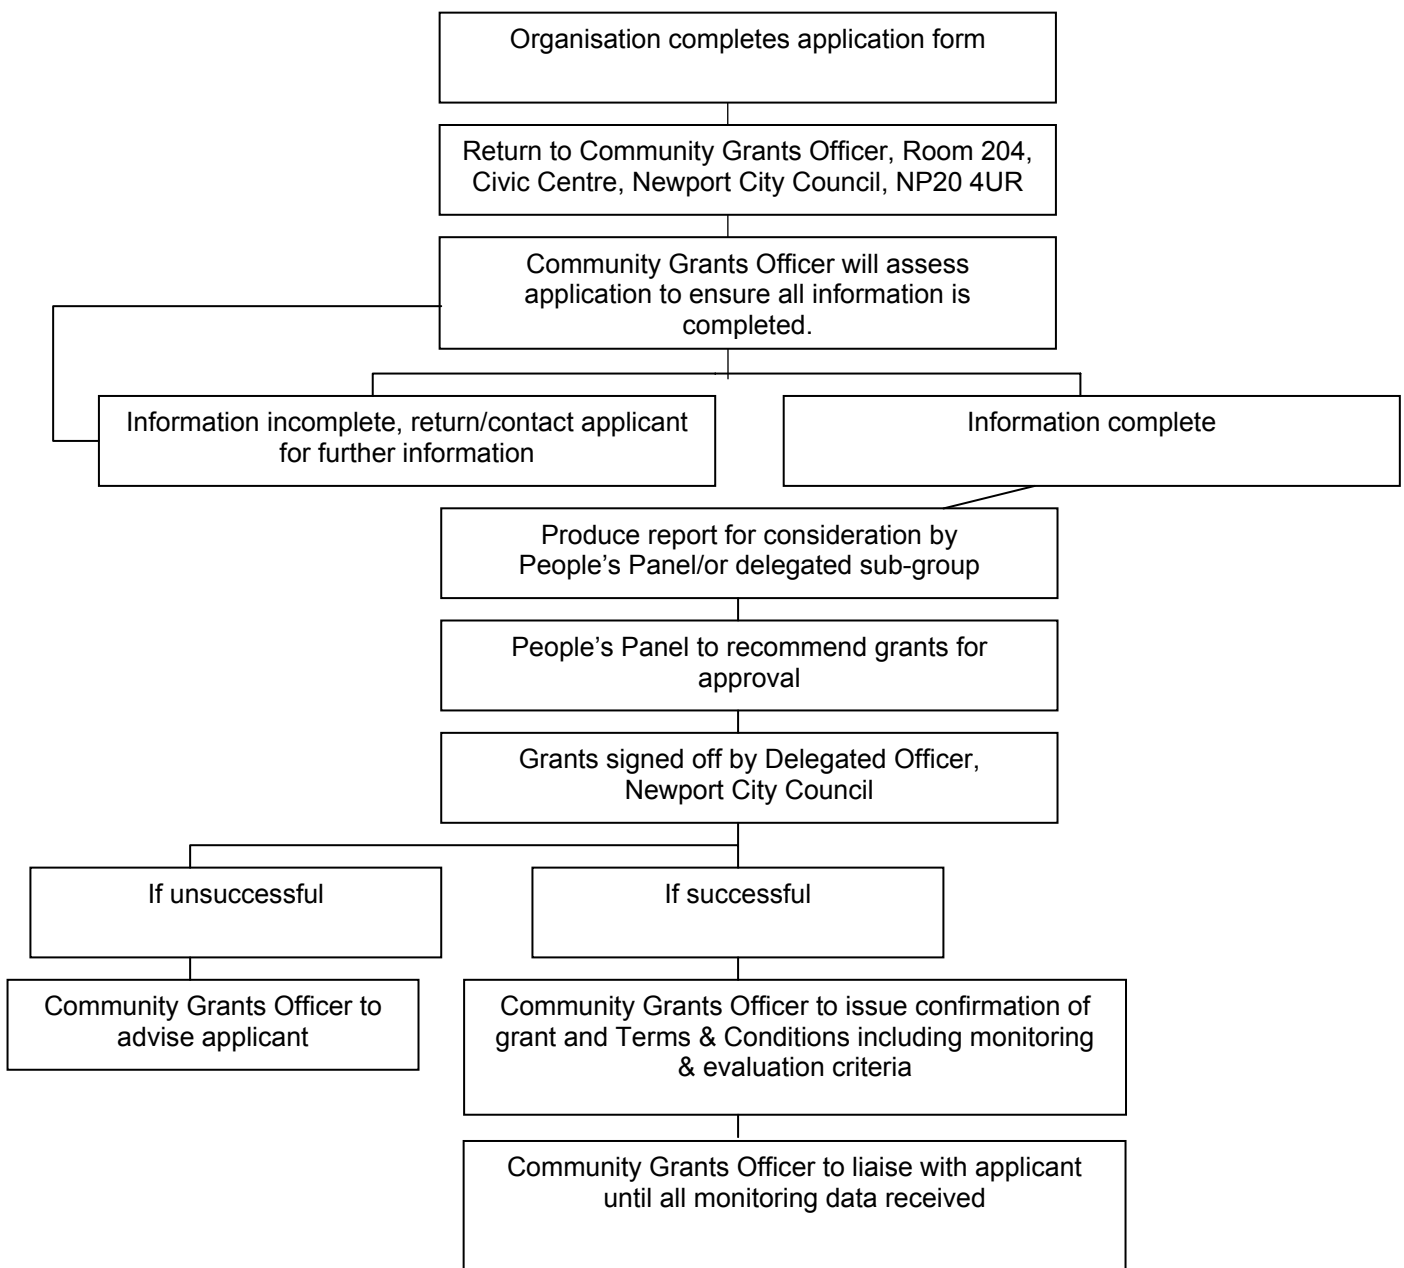 Organisation completes application form
Return to Community Grants Officer, Room 204,
Civic Centre, Newport City Council, NP20 4UR
Community Grants Officer will assess
application to ensure all information is
completed.
Information incomplete, return/contact applicant
for further information
Information complete
Produce report for consideration by
People’s Panel/or delegated sub-group
People’s Panel to recommend grants for
approval
Grants signed off by Delegated Officer,
Newport City Council
If unsuccessful
If successful
Community Grants Officer to
advise applicant
Community Grants Officer to issue confirmation of
grant and Terms & Conditions including monitoring
& evaluation criteria
Community Grants Officer to liaise with applicant
until all monitoring data received